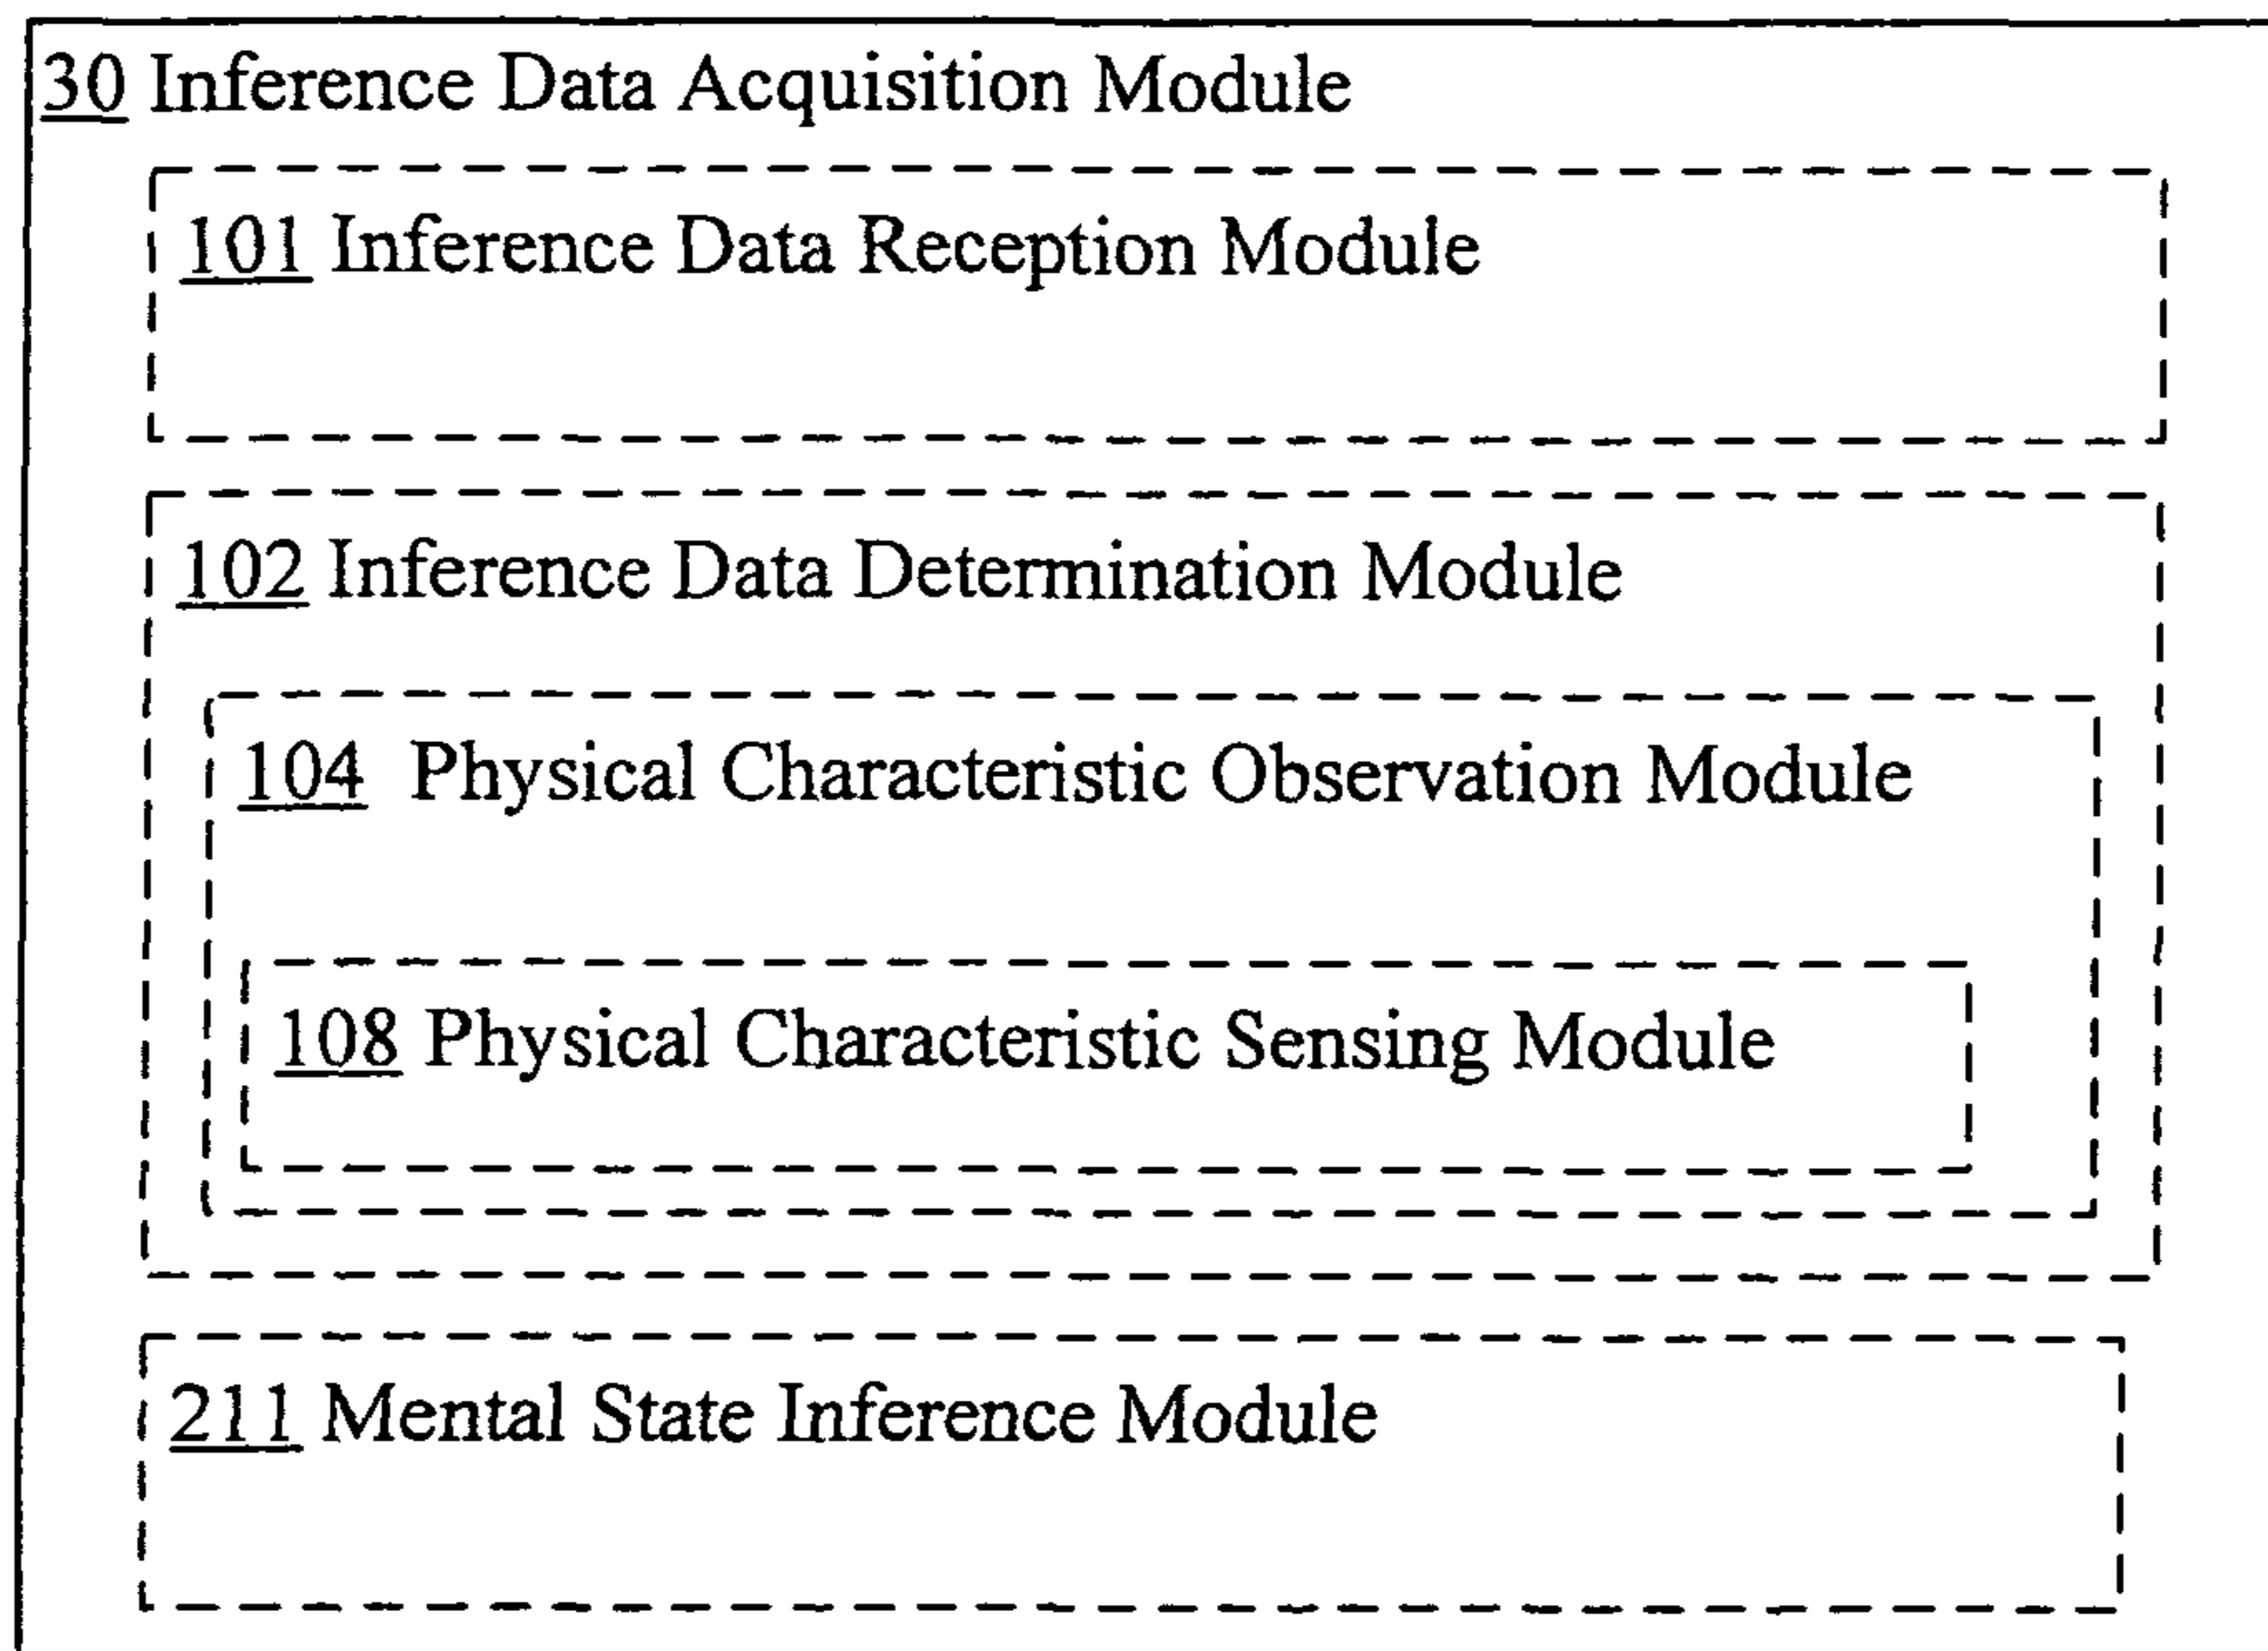 30 Inference Data Acquisition Module
101 Inference Data Reception Module
102 Inference Data Determination Module
104 Physical Characteristic Observation Module
108 Physical Characteristic Sensing Module
211 Mental State Inference Module